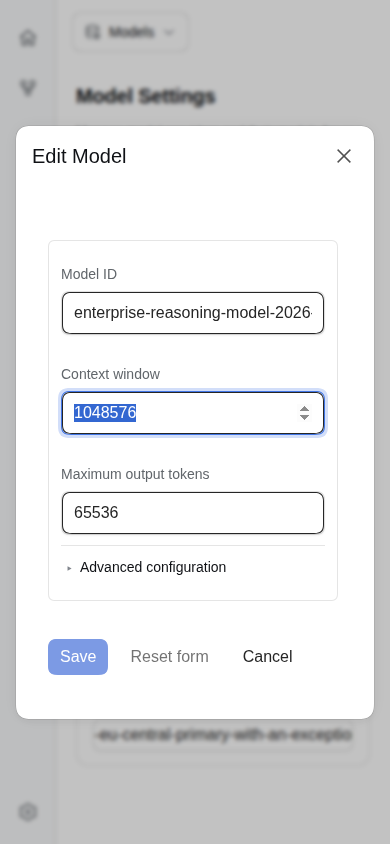 Models
Model Settings
Edit Model
Model ID
enterprise-reasoning-model-2026-
Context window
1048576
Maximum output tokens
65536
Advanced configuration
Save
Reset form
Cancel
-eu-central-primary-with-an-exceptio